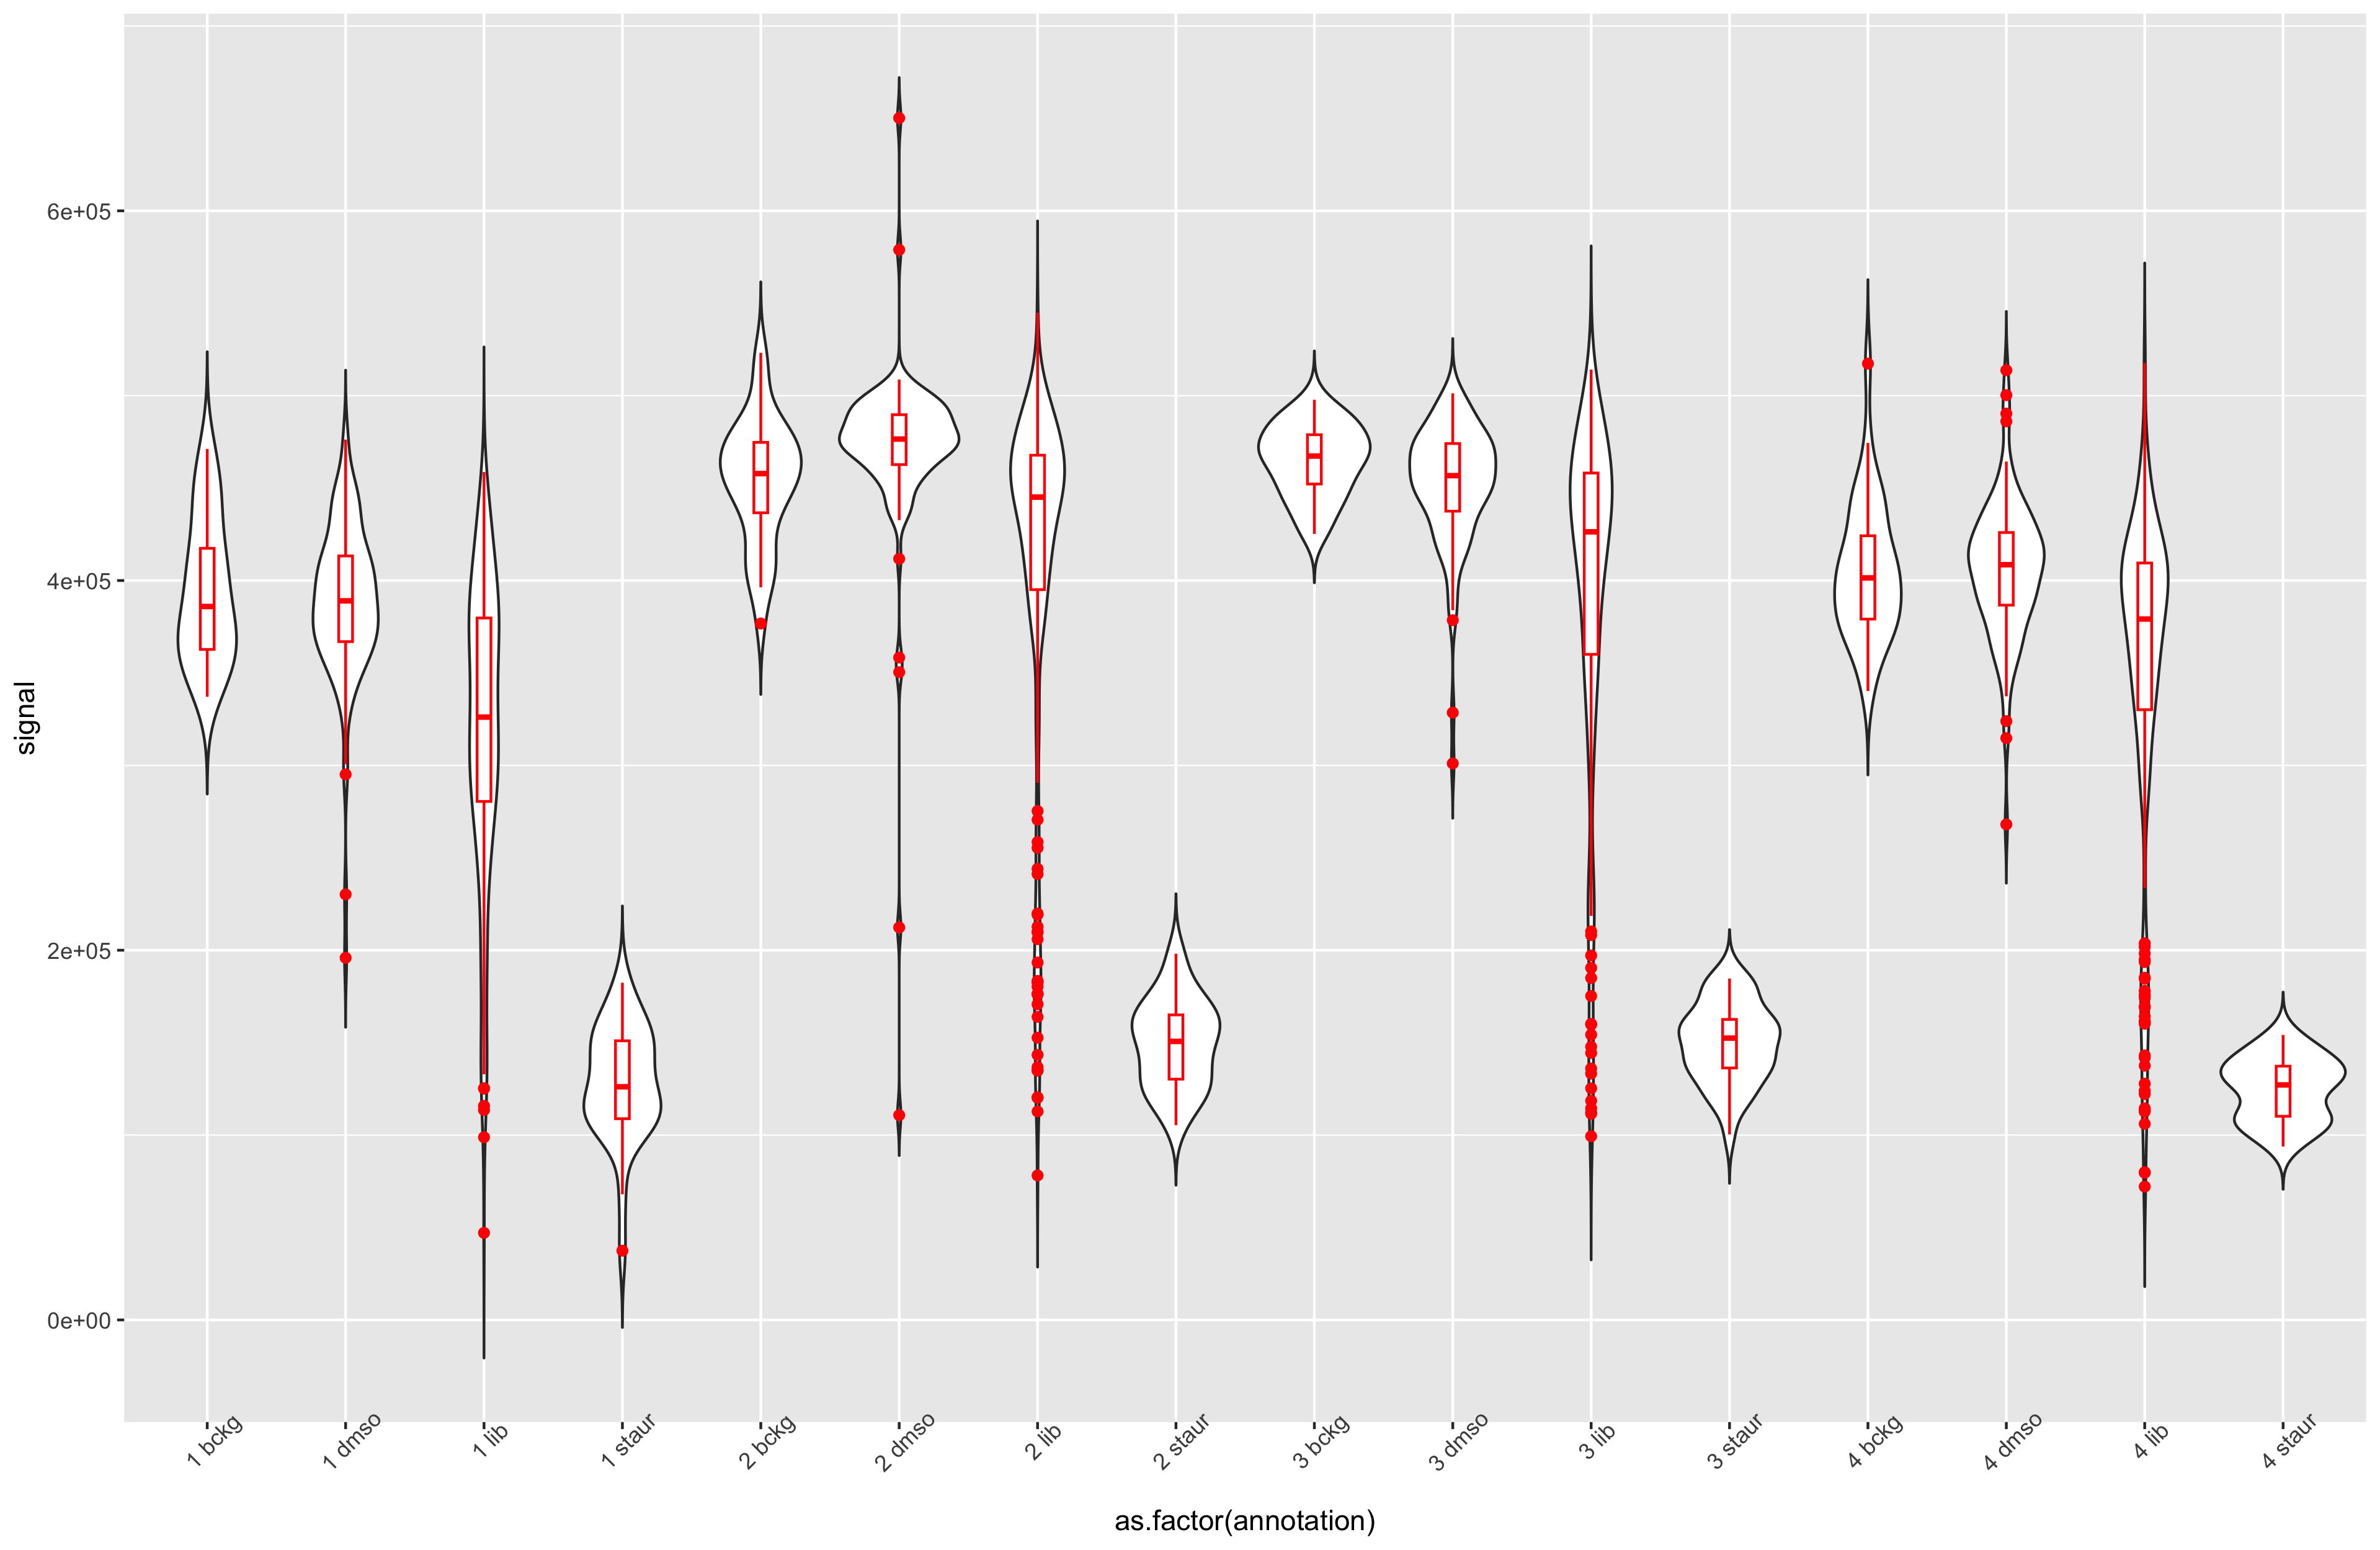 6e+05
4e+05
2e+05
0e+00
signal
1 bckg
1 dmso
1 lib
1 staur
2 bckg
2 dmso
2 lib
2 staur
3 bckg
3 dmso
3 lib
3 staur
4 bckg
4 dmso
4 lib
4 staur
as.factor(annotation)